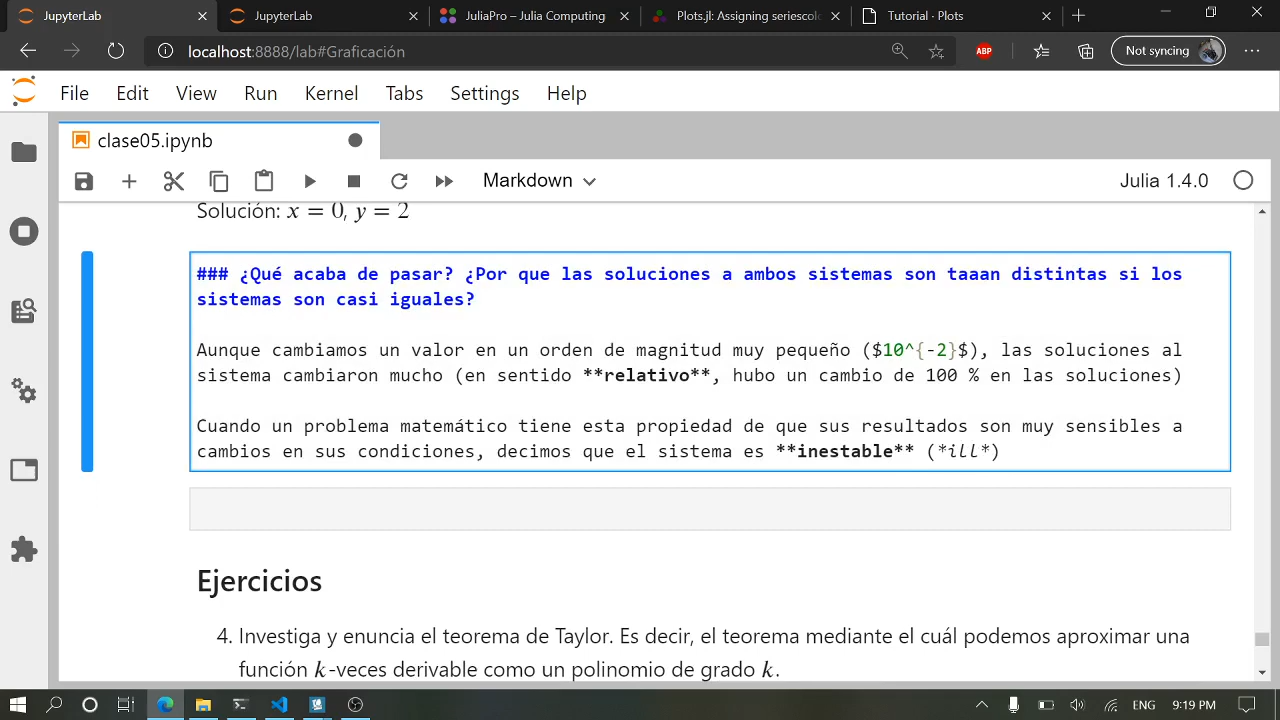 JupyterLab
JupyterLab
JuliaPro – Julia Computing
Plots.jl: Assigning seriescolo
Tutorial · Plots
localhost:8888/lab#Graficación
ABP
Not syncing
File Edit View Run Kernel Tabs Settings Help
clase05.ipynb
Markdown
Julia 1.4.0
Solución: x = 0, y = 2
### ¿Qué acaba de pasar? ¿Por que las soluciones a ambos sistemas son taaan distintas si los
sistemas son casi iguales?
Aunque cambiamos un valor en un orden de magnitud muy pequeño ($10^{-2}$), las soluciones al
sistema cambiaron mucho (en sentido **relativo**, hubo un cambio de 100 % en las soluciones)
Cuando un problema matemático tiene esta propiedad de que sus resultados son muy sensibles a
cambios en sus condiciones, decimos que el sistema es **inestable** (*ill*)
Ejercicios
4. Investiga y enuncia el teorema de Taylor. Es decir, el teorema mediante el cuál podemos aproximar una
función k-veces derivable como un polinomio de grado k.
ENG 9:19 PM